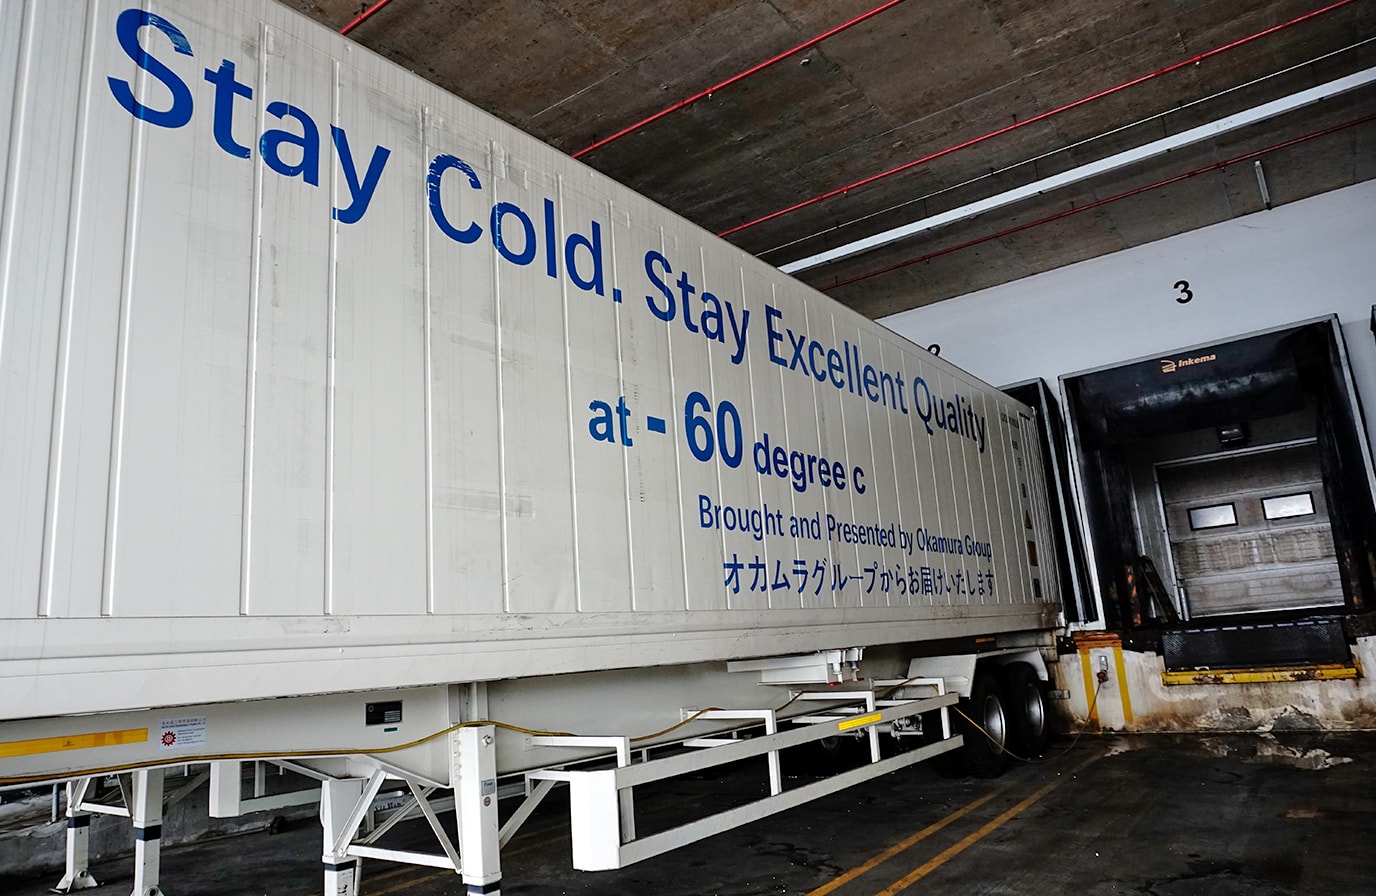 Stay Cold. Stay Excellent Quality
at - 60 degree c
Brought and Presented by Okamura Group
オカムラグループからお届けいたします
3
Inkema